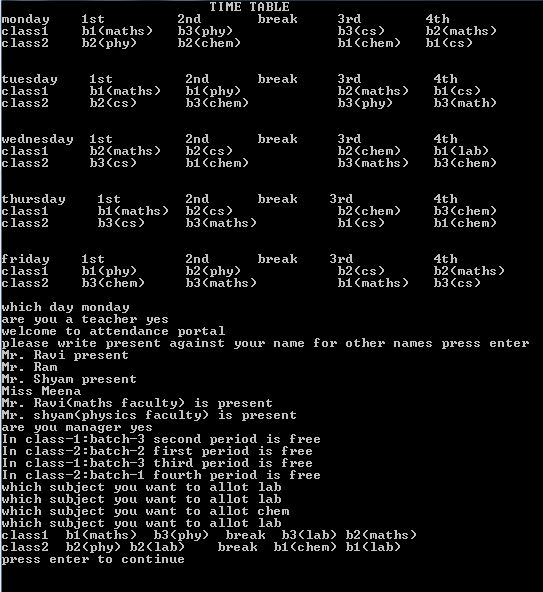 TIME TABLE
monday 1st 2nd break 3rd 4th
class1 b1(maths) b3(phy) b3(cs) b2(maths)
class2 b2(phy) b2(chem) b1(chem) b1(cs)
tuesday 1st 2nd break 3rd 4th
class1 b1(maths) b1(phy) b2(maths) b1(cs)
class2 b2(cs) b3(chem) b3(phy) b3(math)
wednesday 1st 2nd break 3rd 4th
class1 b2(maths) b2(cs) b2(chem) b1(lab)
class2 b3(cs) b1(chem) b3(maths) b3(chem)
thursday 1st 2nd break 3rd 4th
class1 b1(maths) b2(cs) b2(chem) b3(chem)
class2 b3(cs) b3(maths) b1(cs) b1(chem)
friday 1st 2nd break 3rd 4th
class1 b1(phy) b2(phy) b2(cs) b2(maths)
class2 b3(chem) b3(maths) b1(maths) b3(cs)
which day monday
are you a teacher yes
welcome to attendance portal
please write present against your name for other names press enter
Mr. Ravi present
Mr. Ram
Mr. Shyam present
Miss Meena
Mr. Ravi(maths faculty) is present
Mr. shyam(physics faculty) is present
are you manager yes
In class-1:batch-3 second period is free
In class-2:batch-2 first period is free
In class-1:batch-3 third period is free
In class-2:batch-1 fourth period is free
which subject you want to allot lab
which subject you want to allot lab
which subject you want to allot chem
which subject you want to allot lab
class1 b1(maths) b3(phy) break b3(lab) b2(maths)
class2 b2(phy) b2(lab) break b1(chem) b1(lab)
press enter to continue